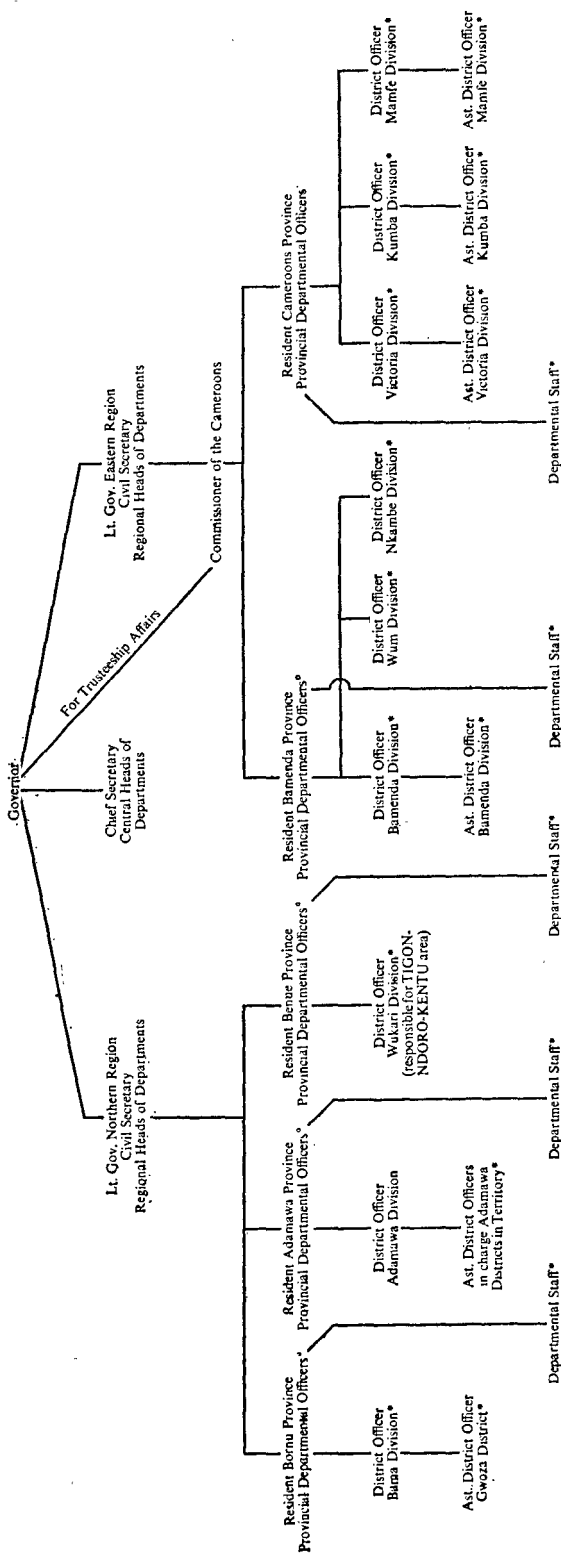 Governor
Lt. Gov. Northern Region
Civil Secretary
Regional Heads of Departments
Chief Secretary
Central Heads of
Departments
For Trusteeship Affairs
Lt. Gov. Eastern Region
Civil Secretary
Regional Heads of Departments
Commissioner of the Cameroons
Resident Bornu Province
Provincial Departmental Officers*
Resident Adamawa Province
Provincial Departmental Officers*
Resident Benue Province
Provincial Departmental Officers*
Resident Bamenda Province
Provincial Departmental Officers*
Resident Cameroons Province
Provincial Departmental Officers*
District Officer
Bama Division*
District Officer
Adamawa Division
District Officer
Wukari Division*
(responsible for TIGON-
NDORO-KENTU area)
District Officer
Bamenda Division*
District Officer
Wum Division*
District Officer
Nkambe Division*
District Officer
Victoria Division*
District Officer
Kumba Division*
District Officer
Mamfe Division*
Ast. District Officer
Gwoza District*
Ast. District Officers
in charge Adamawa
Districts in Territory*
Ast. District Officer
Bamenda Division*
Ast. District Officer
Victoria Division*
Ast. District Officer
Kumba Division*
Ast. District Officer
Mamfe Division*
Departmental Staff*
Departmental Staff*
Departmental Staff*
Departmental Staff*
Departmental Staff*